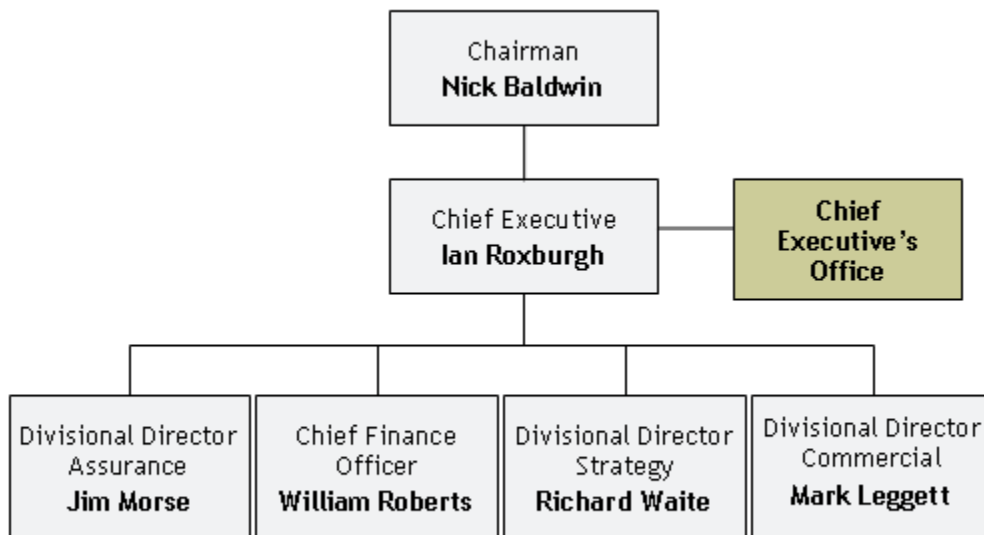 Chairman
Nick Baldwin
Chief Executive
Ian Roxburgh
Chief
Executive's
Office
Divisional Director
Assurance
Jim Morse
Chief Finance
Officer
William Roberts
Divisional Director
Strategy
Richard Waite
Divisional Director
Commercial
Mark Leggett